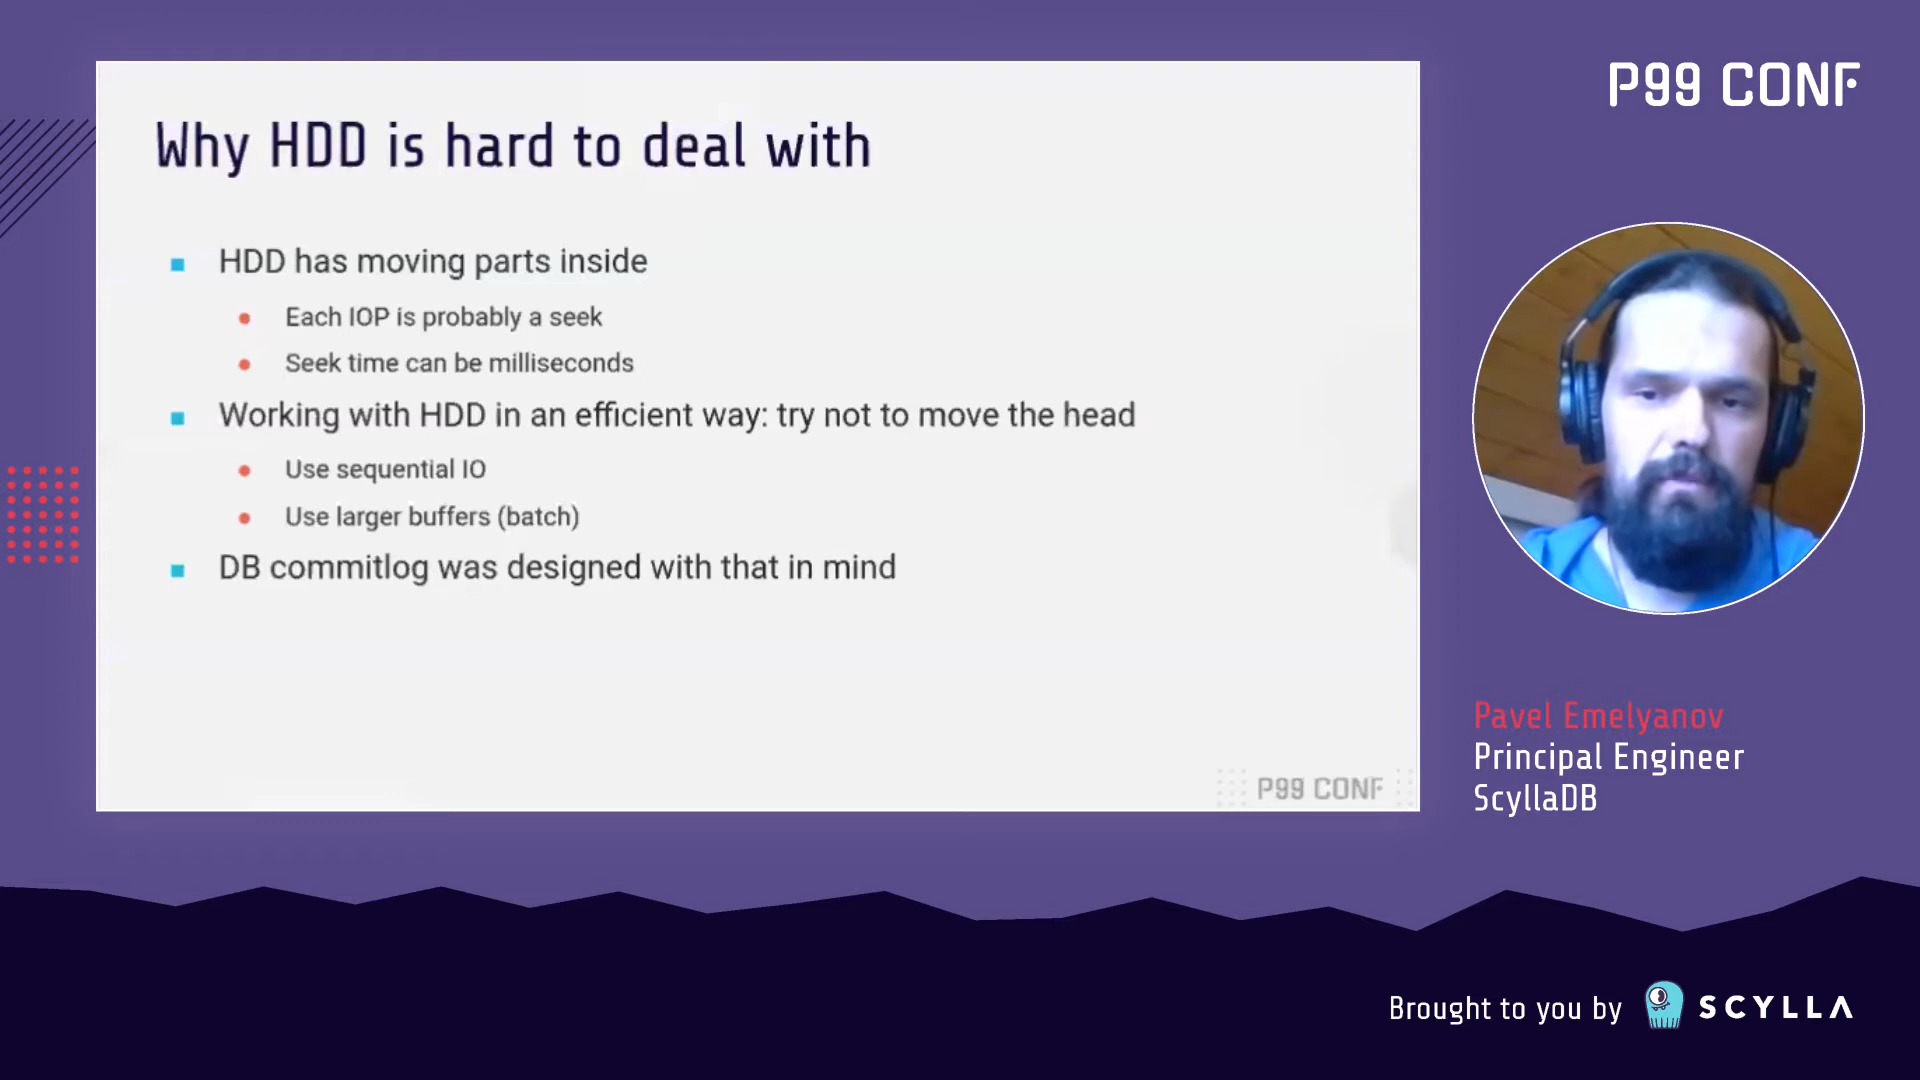 P99 CONF
Why HDD is hard to deal with
HDD has moving parts inside
Each IOP is probably a seek
Seek time can be milliseconds
Working with HDD in an efficient way: try not to move the head
Use sequential IO
Use larger buffers (batch)
DB commitlog was designed with that in mind
P99 CONF
Pavel Emelyanov
Principal Engineer
ScyllaDB
Brought to you by SCYLLA